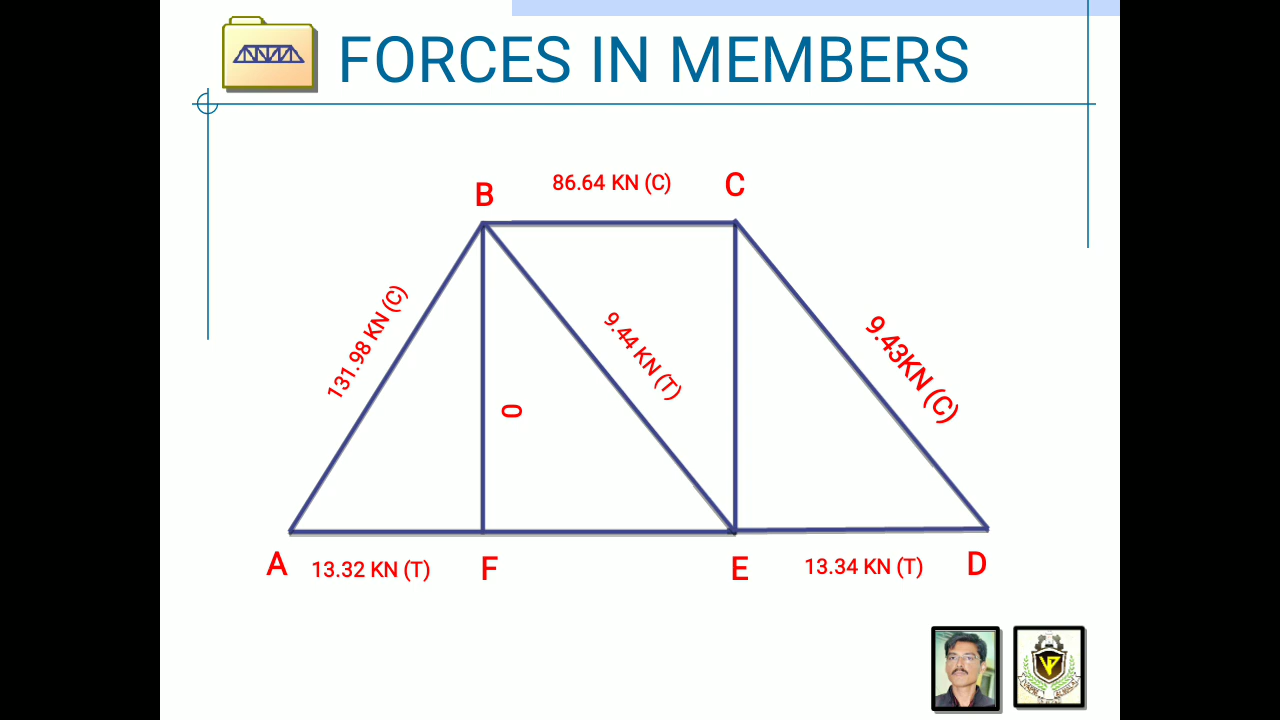 FORCES IN MEMBERS
B
86.64 KN (C)
C
131.98 KN (C)
0
9.44 KN (T)
9.43KN (C)
A
13.32 KN (T)
F
E
13.34 KN (T)
D
VP